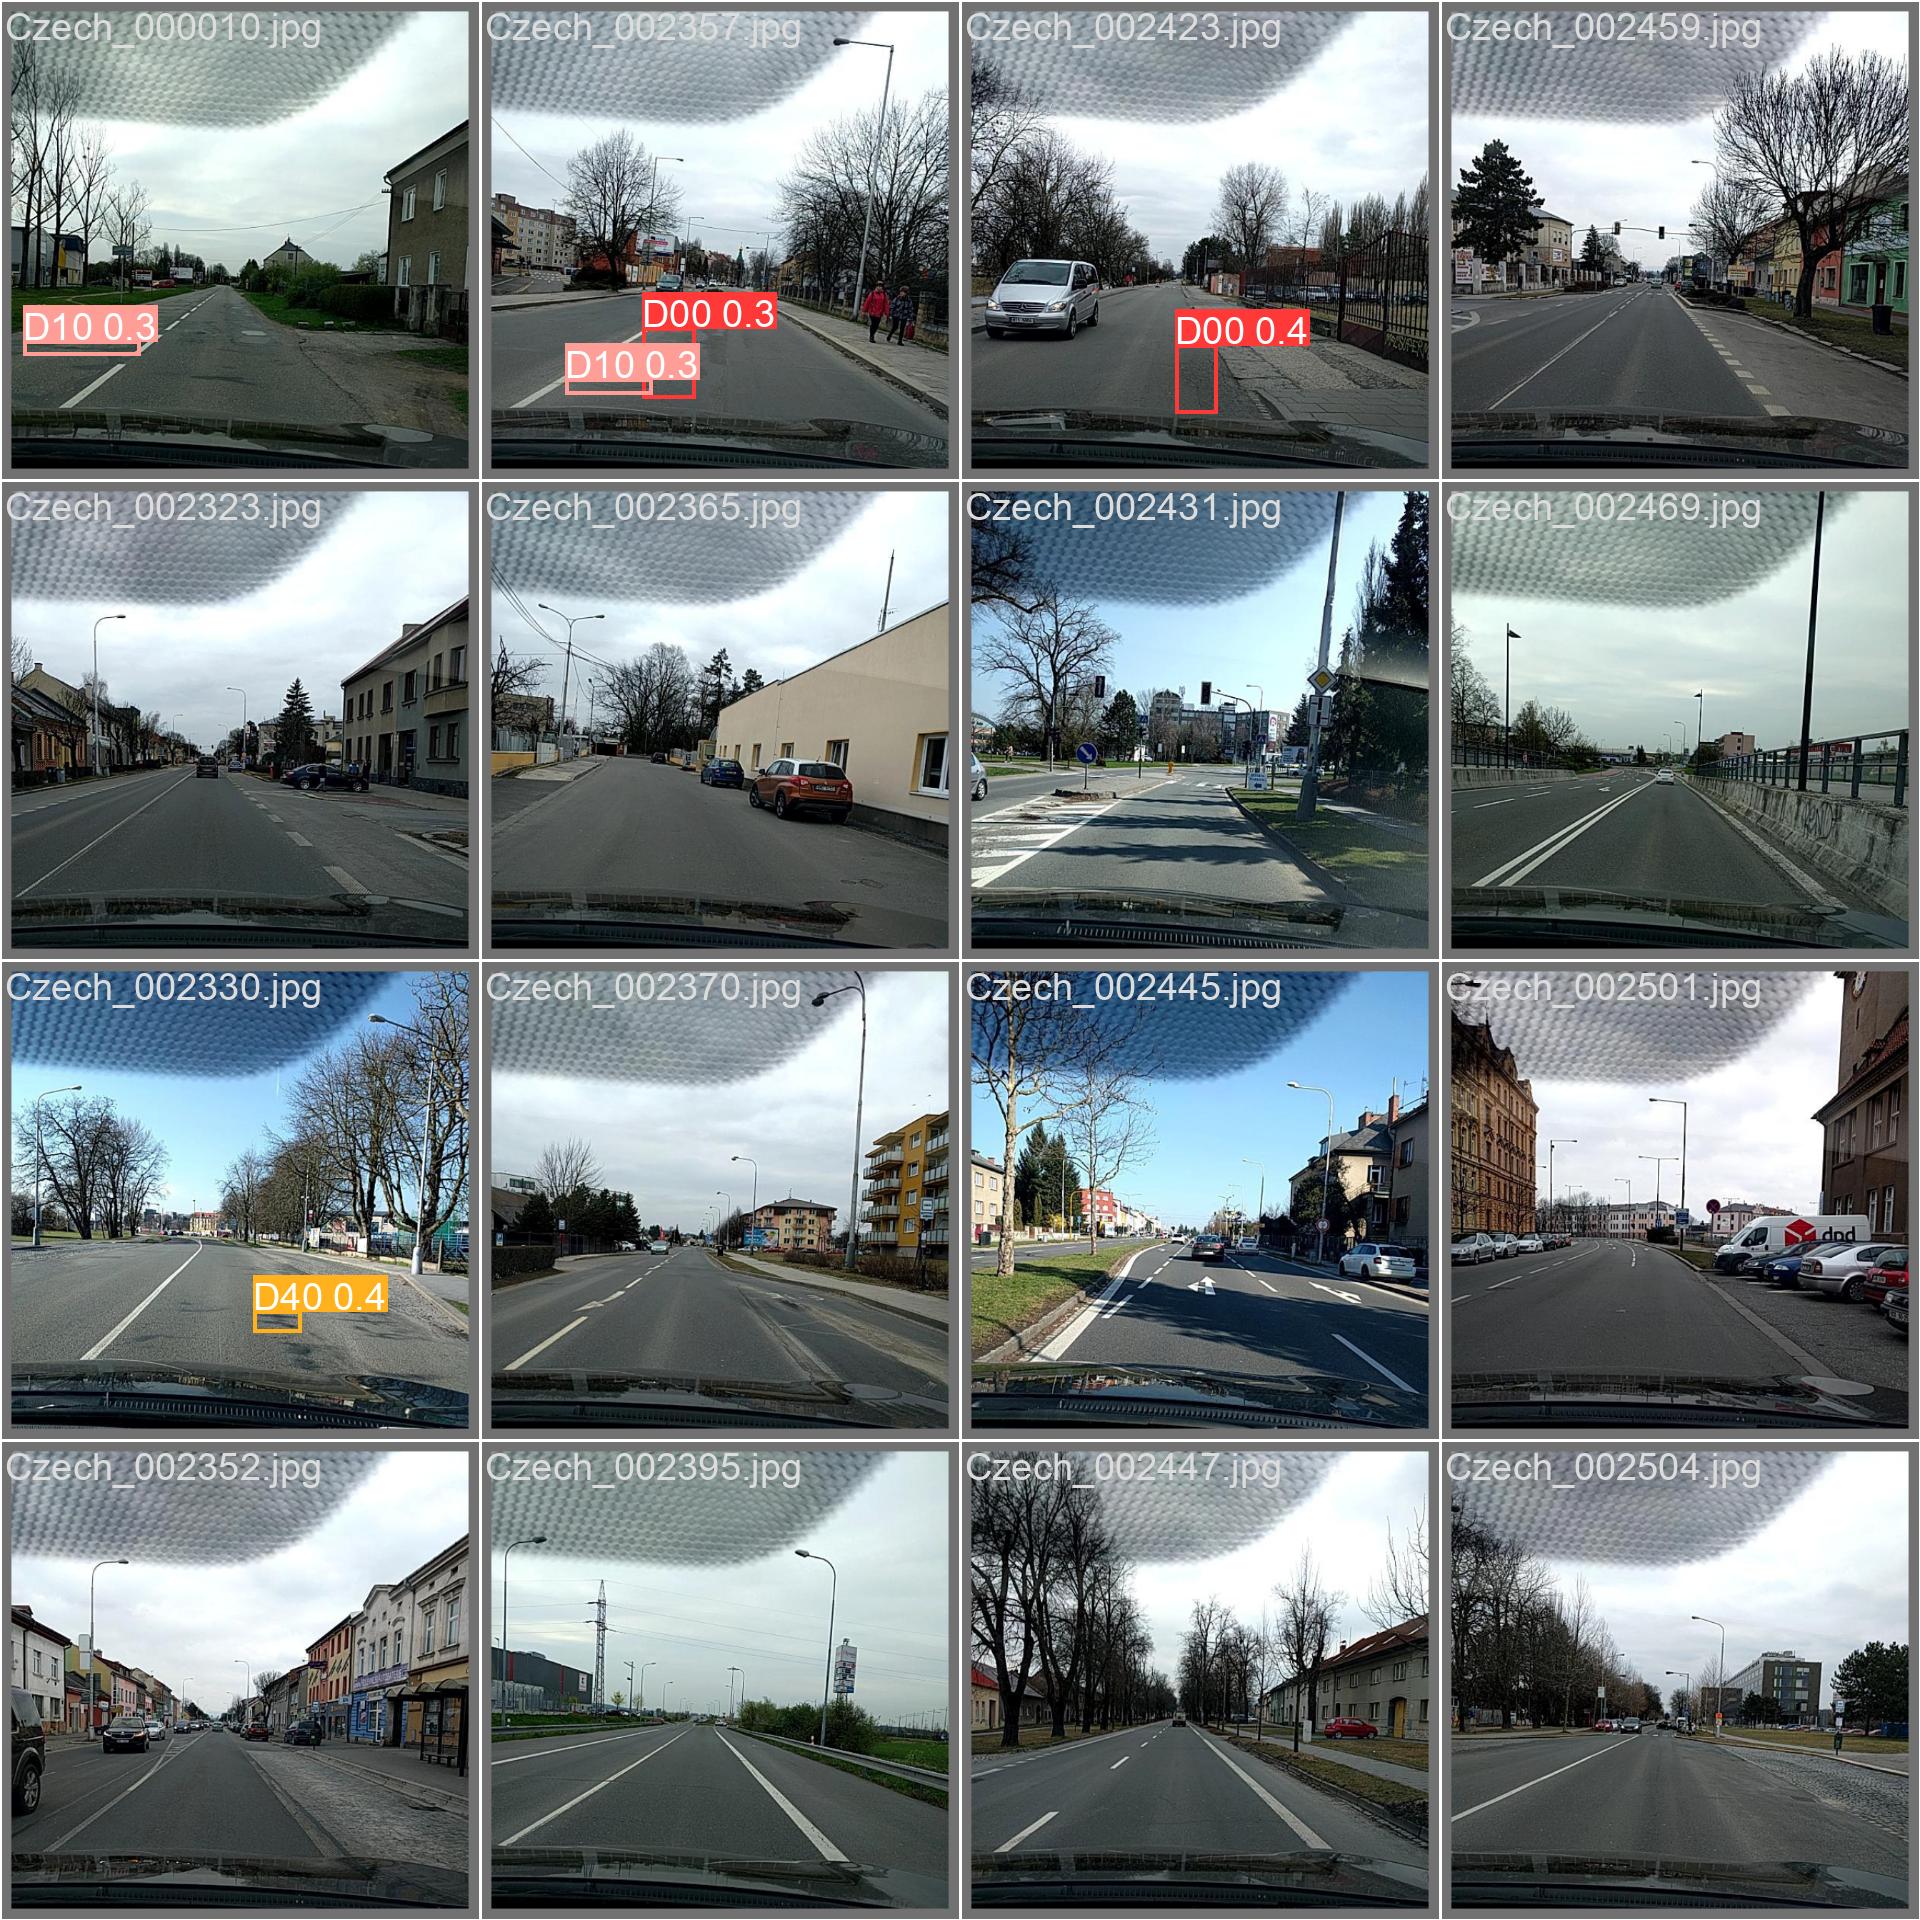 Czech_000010.jpg
Czech_002357.jpg
Czech_002423.jpg
Czech_002459.jpg
D10 0.3
D00 0.3
D10 0.3
D00 0.4
Czech_002323.jpg
Czech_002365.jpg
Czech_002431.jpg
Czech_002469.jpg
Czech_002330.jpg
Czech_002370.jpg
Czech_002445.jpg
Czech_002501.jpg
dpd
D40 0.4
Czech_002352.jpg
Czech_002395.jpg
Czech_002447.jpg
Czech_002504.jpg